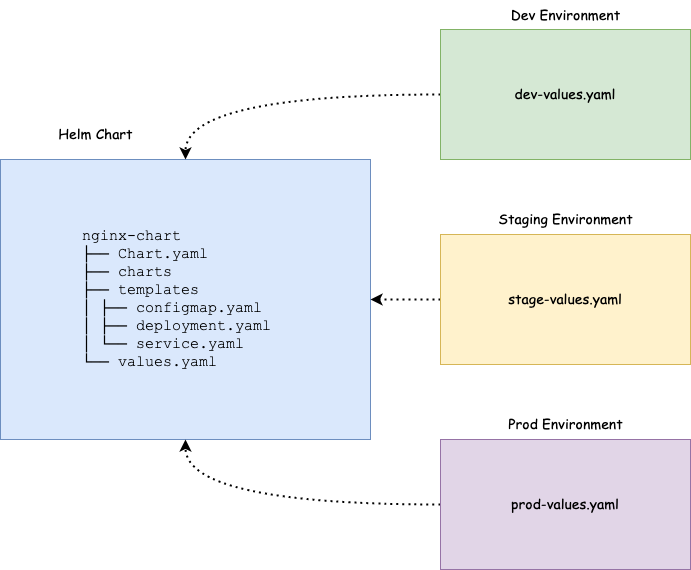 Dev Environment
dev-values.yaml
Helm Chart
nginx-chart
├── Chart.yaml
├── charts
├── templates
│ ├── configmap.yaml
│ ├── deployment.yaml
│ └── service.yaml
└── values.yaml
Staging Environment
stage-values.yaml
Prod Environment
prod-values.yaml